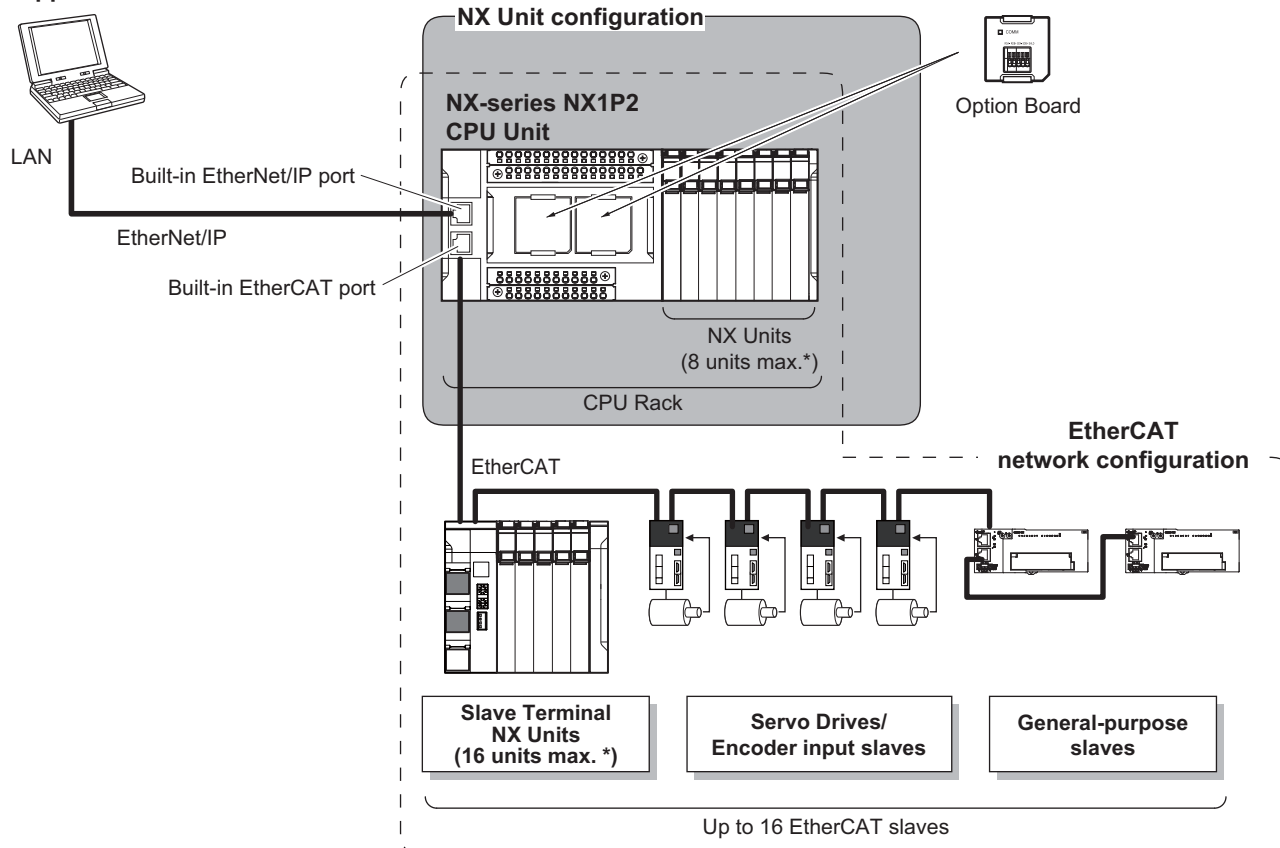 NX Unit configuration
COMM
Option Board
NX-series NX1P2
CPU Unit
LAN
Built-in EtherNet/IP port
EtherNet/IP
Built-in EtherCAT port
NX Units
(8 units max.*)
CPU Rack
EtherCAT
network configuration
EtherCAT
Slave Terminal
NX Units
(16 units max. *)
Servo Drives/
Encoder input slaves
General-purpose
slaves
Up to 16 EtherCAT slaves